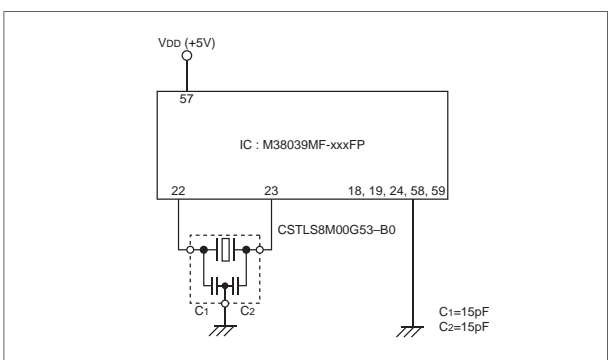 VDD (+5V)
57
IC : M38039MF-xxxFP
22 23 18, 19, 24, 58, 59
CSTLS8M00G53–B0
C1 C2
C1=15pF
C2=15pF